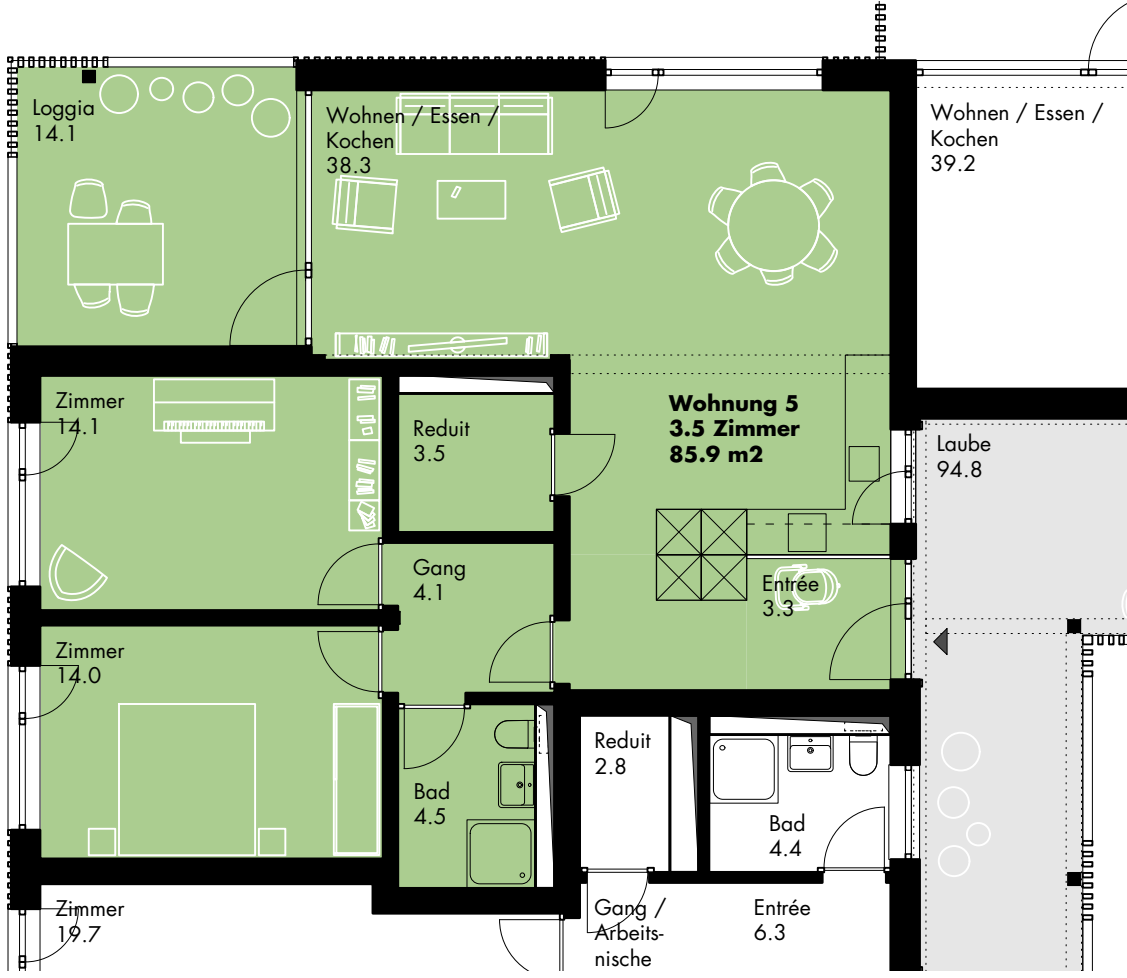 Loggia
14.1
Wohnen / Essen /
Kochen
38.3
Wohnen / Essen /
Kochen
39.2
Zimmer
14.1
Reduit
3.5
Wohnung 5
3.5 Zimmer
85.9 m2
Laube
94.8
Gang
4.1
Entrée
3.3
Zimmer
14.0
Bad
4.5
Reduit
2.8
Bad
4.4
Zimmer
19.7
Gang /
Arbeits-
nische
Entrée
6.3